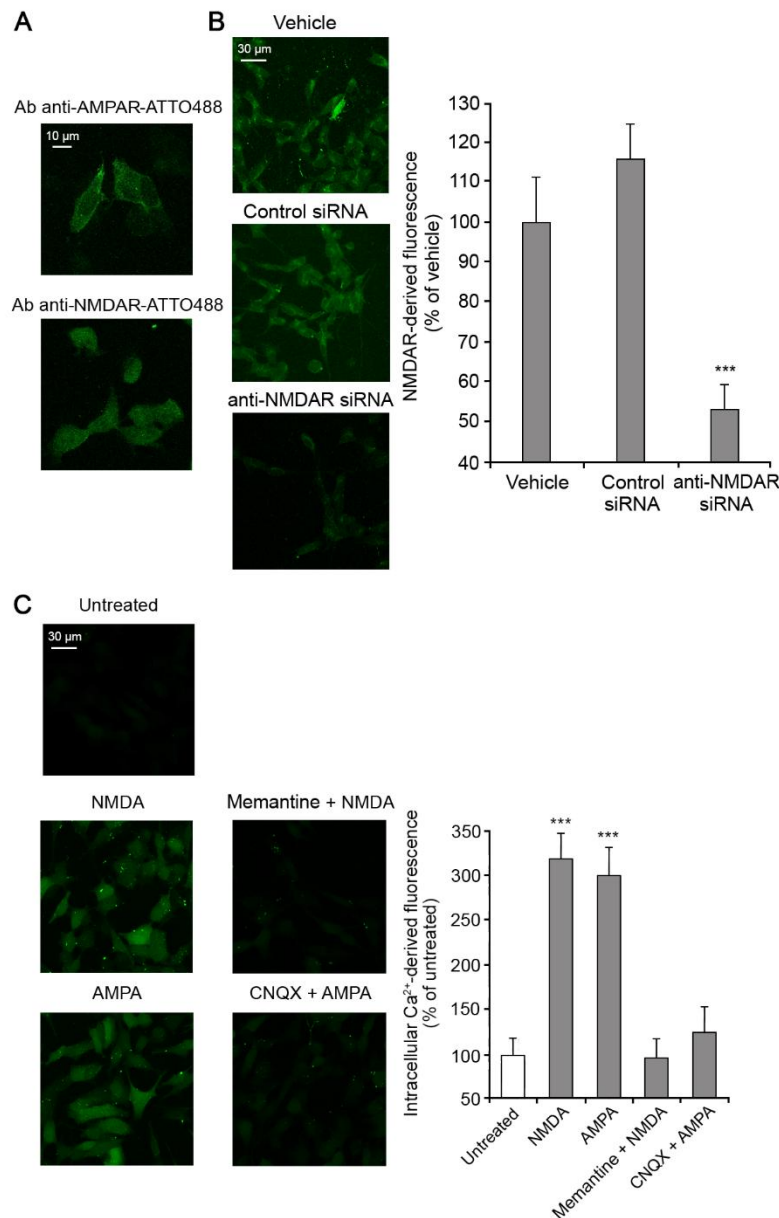 A
Ab anti-AMPAR-ATTO488
10 µm
Ab anti-NMDAR-ATTO488
B
Vehicle
30 µm
Control siRNA
anti-NMDAR siRNA
NMDAR-derived fluorescence
(% of vehicle)
130
120
110
100
90
80
70
60
50
40
***
Vehicle
Control
siRNA
anti-NMDAR
siRNA
C
Untreated
30 µm
NMDA
Memantine + NMDA
AMPA
CNQX + AMPA
Intracellular Ca²⁺-derived fluorescence
(% of untreated)
350
300
150
100
50
***
***
Untreated
NMDA
AMPA
Memantine + NMDA
CNQX + AMPA